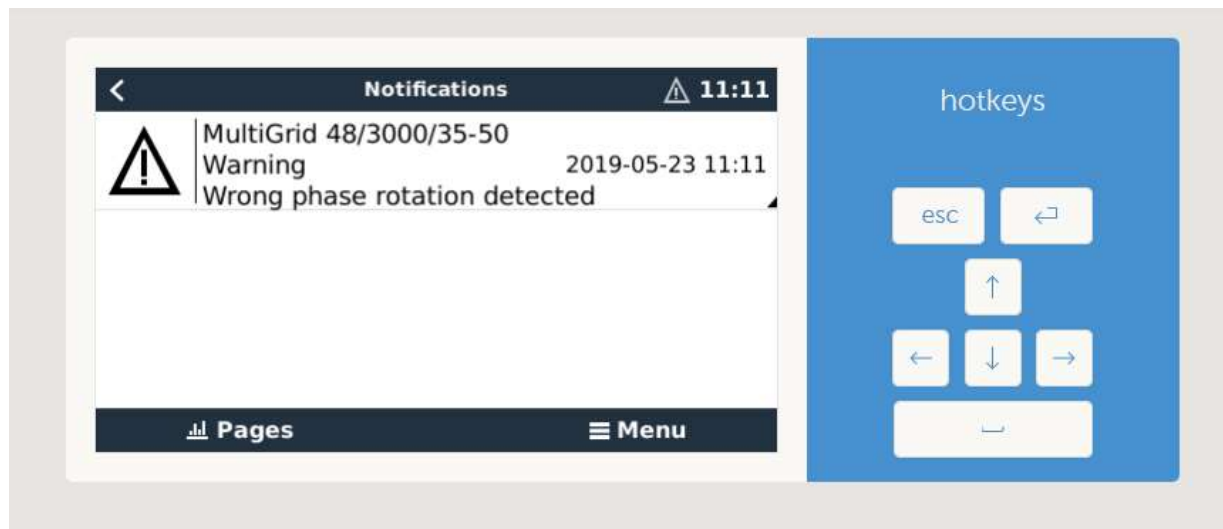 Notifications
11:11
MultiGrid 48/3000/35-50
Warning
2019-05-23 11:11
Wrong phase rotation detected
Pages
Menu
hotkeys
esc